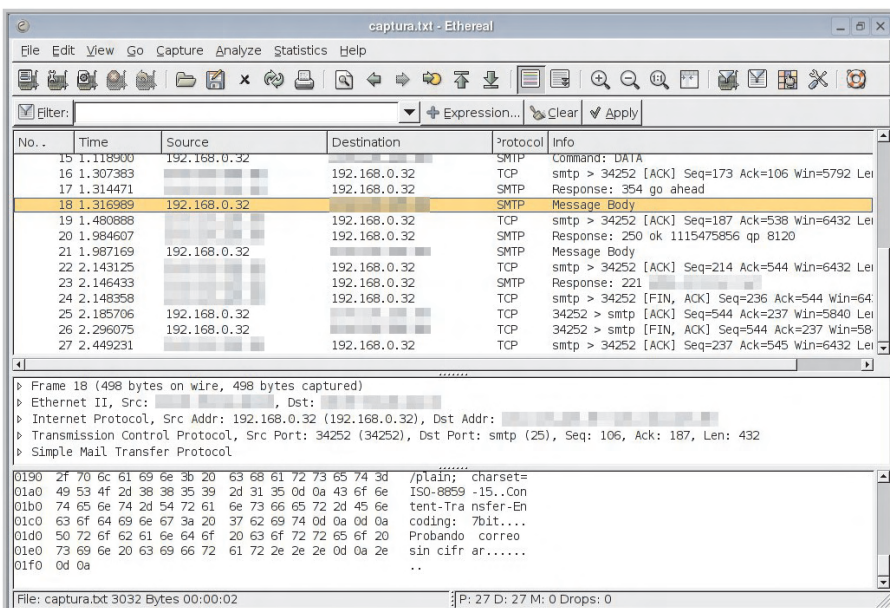 captura.txt - Ethereal
File Edit View Go Capture Analyze Statistics Help
Filter: Expression... Clear Apply
No. . Time Source Destination Protocol Info
15 1.118900 192.168.0.32 SMTP Command: DATA
16 1.307383 192.168.0.32 TCP smtp > 34252 [ACK] Seq=173 Ack=106 Win=5792 Le
17 1.314471 192.168.0.32 SMTP Response: 354 go ahead
18 1.316989 192.168.0.32 SMTP Message Body
19 1.480888 192.168.0.32 TCP smtp > 34252 [ACK] Seq=187 Ack=538 Win=6432 Le
20 1.984607 192.168.0.32 SMTP Response: 250 ok 1115475856 qp 8120
21 1.987169 192.168.0.32 SMTP Message Body
22 2.143125 192.168.0.32 TCP smtp > 34252 [ACK] Seq=214 Ack=544 Win=6432 Le
23 2.146433 192.168.0.32 SMTP Response: 221
24 2.148358 192.168.0.32 TCP smtp > 34252 [FIN, ACK] Seq=236 Ack=544 Win=64
25 2.185706 192.168.0.32 TCP 34252 > smtp [ACK] Seq=544 Ack=237 Win=5840 Le
26 2.296075 192.168.0.32 TCP 34252 > smtp [FIN, ACK] Seq=544 Ack=237 Win=58
27 2.449231 192.168.0.32 TCP smtp > 34252 [ACK] Seq=237 Ack=545 Win=6432 Le
Frame 18 (498 bytes on wire, 498 bytes captured)
Ethernet II, Src: , Dst:
Internet Protocol, Src Addr: 192.168.0.32 (192.168.0.32), Dst Addr:
Transmission Control Protocol, Src Port: 34252 (34252), Dst Port: smtp (25), Seq: 106, Ack: 187, Len: 432
Simple Mail Transfer Protocol
0190 2f 70 6c 61 69 6e 3b 20 63 68 61 72 73 65 74 3d /plain; charset=
01a0 49 53 4f 2d 38 38 35 39 2d 31 35 0d 0a 43 6f 6e ISO-8859 -15..Con
01b0 74 65 6e 74 2d 54 72 61 6e 73 66 65 72 2d 45 6e tent-Tra nsfer-En
01c0 63 6f 64 69 6e 67 3a 20 37 62 69 74 0d 0a 0d 0a coding: 7bit....
01d0 50 72 6f 62 61 6e 64 6f 20 63 6f 72 72 65 6f 20 Probando correo
01e0 73 69 6e 20 63 69 66 72 61 72 2e 2e 2e 0d 0a 2e sin cifr ar......
01f0 0d 0a ..
File: captura.txt 3032 Bytes 00:00:02 P: 27 D: 27 M: 0 Drops: 0